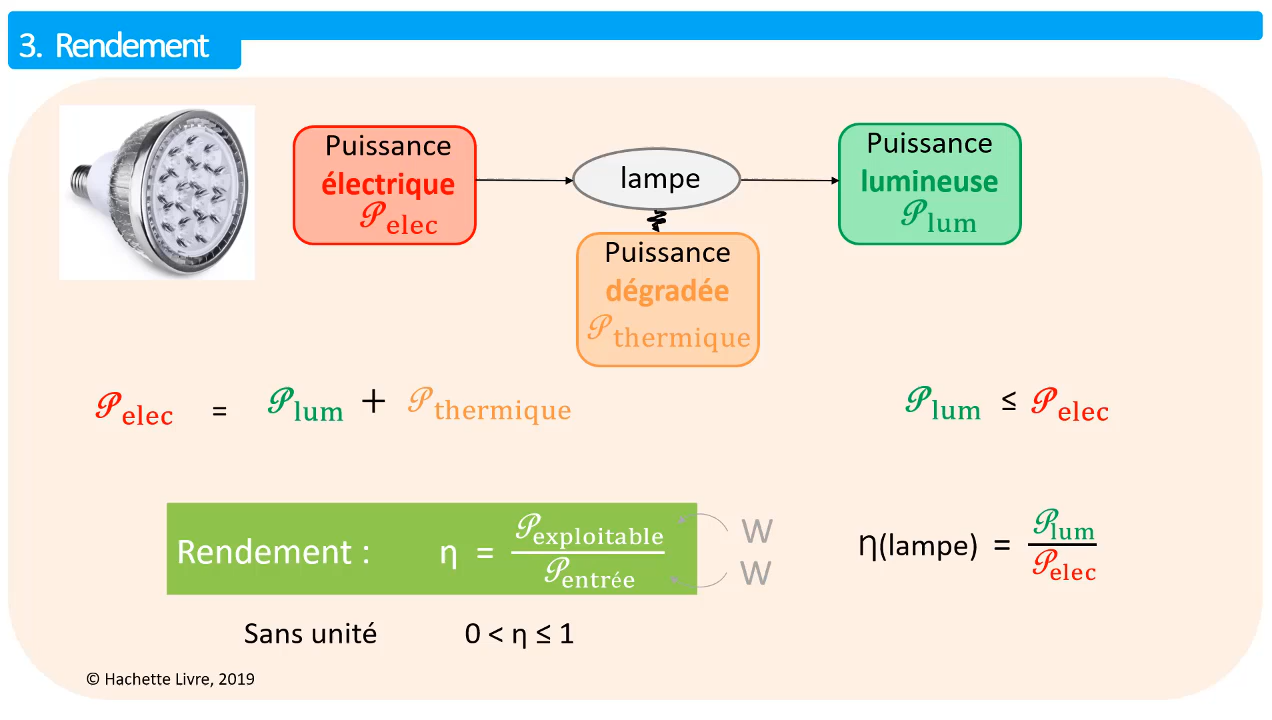 3. Rendement
Puissance
électrique
𝒫elec
lampe
Puissance
lumineuse
𝒫lum
Puissance
dégradée
𝒫thermique
𝒫elec = 𝒫lum + 𝒫thermique
𝒫lum ≤ 𝒫elec
Rendement : η = 𝒫exploitable / 𝒫entrée
W
W
η(lampe) = 𝒫lum / 𝒫elec
Sans unité 0 < η ≤ 1
© Hachette Livre, 2019